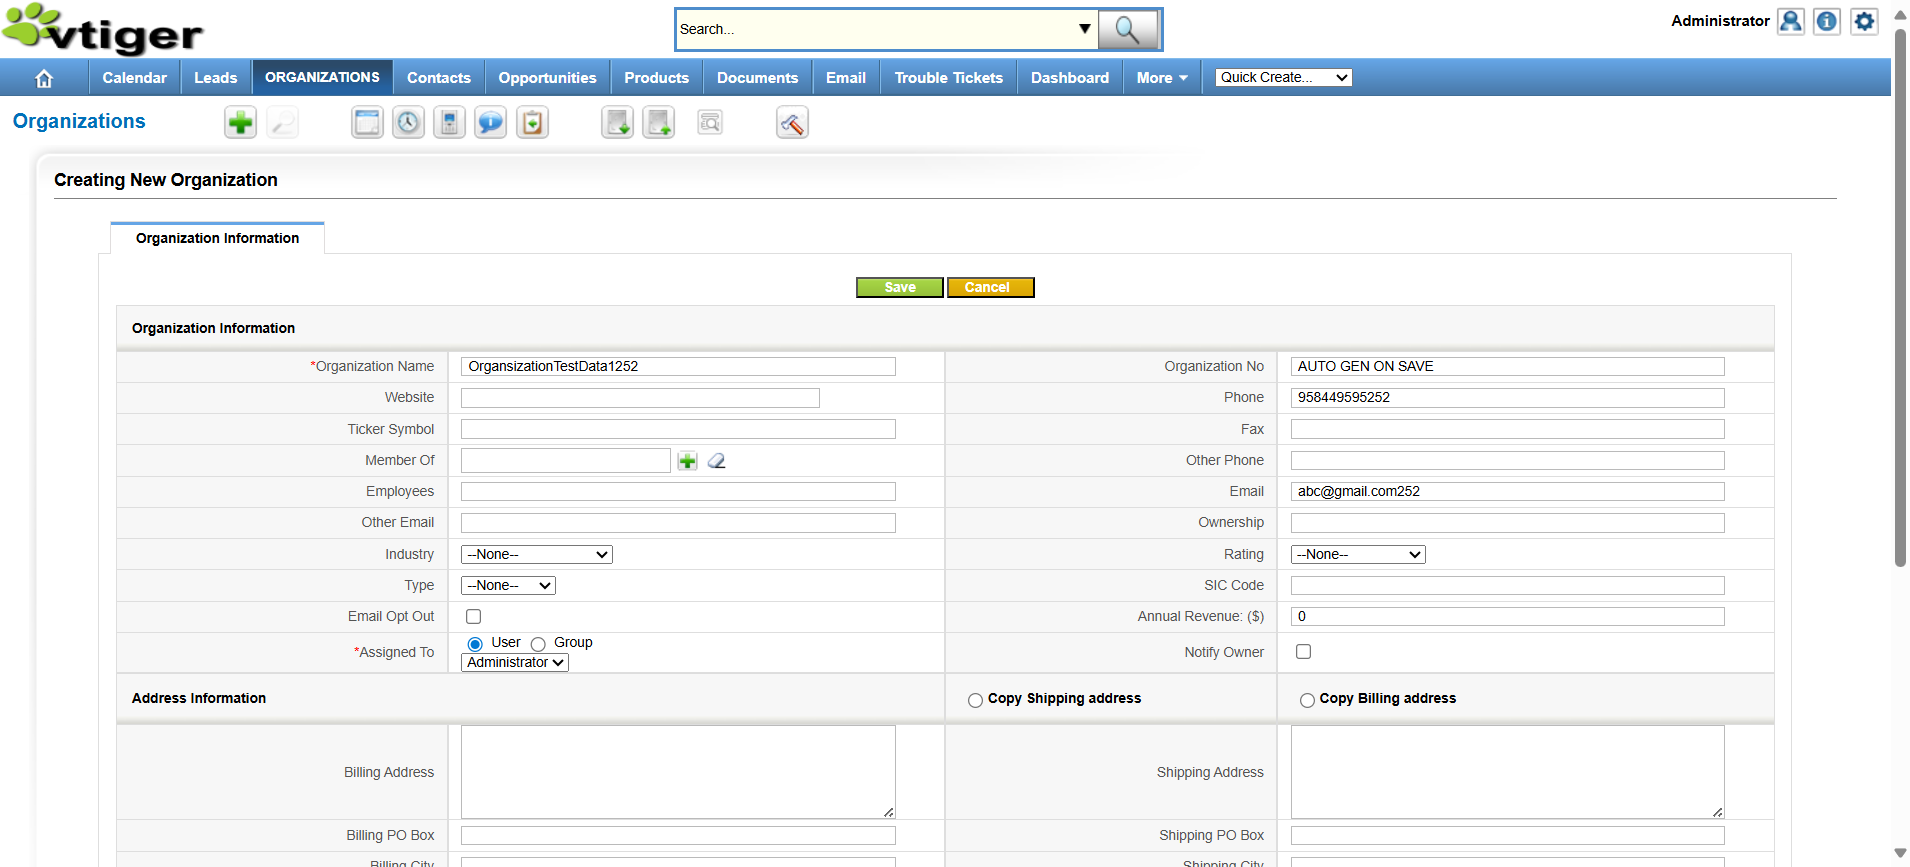 vtiger
Search...
Administrator
Calendar Leads ORGANIZATIONS Contacts Opportunities Products Documents Email Trouble Tickets Dashboard More Quick Create...
Organizations
Creating New Organization
Organization Information
Save Cancel
Organization Information
*Organization Name OrgansizationTestData1252 Organization No AUTO GEN ON SAVE
Website Phone 958449595252
Ticker Symbol Fax
Member Of Other Phone
Employees Email abc@gmail.com252
Other Email Ownership
Industry --None-- Rating --None--
Type --None-- SIC Code
Email Opt Out Annual Revenue: ($) 0
*Assigned To User Group Notify Owner
Administrator
Address Information Copy Shipping address Copy Billing address
Billing Address Shipping Address
Billing PO Box Shipping PO Box
Billing City Shipping City